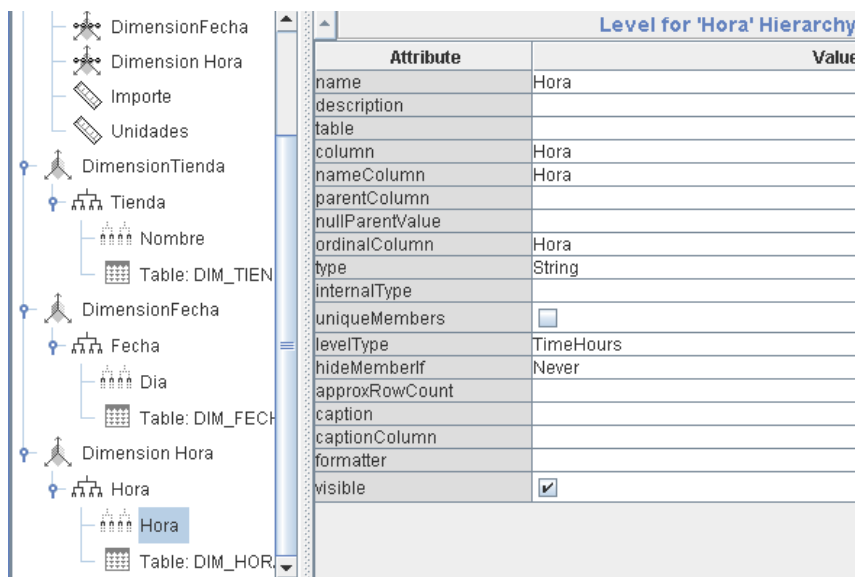 DimensionFecha
Dimension Hora
Importe
Unidades
DimensionTienda
Tienda
Nombre
Table: DIM_TIEN
DimensionFecha
Fecha
Dia
Table: DIM_FECH
Dimension Hora
Hora
Hora
Table: DIM_HOR
Level for 'Hora' Hierarchy
Attribute Value
name Hora
description
table
column Hora
nameColumn Hora
parentColumn
nullParentValue
ordinalColumn Hora
type String
internalType
uniqueMembers
levelType TimeHours
hideMemberIf Never
approxRowCount
caption
captionColumn
formatter
visible